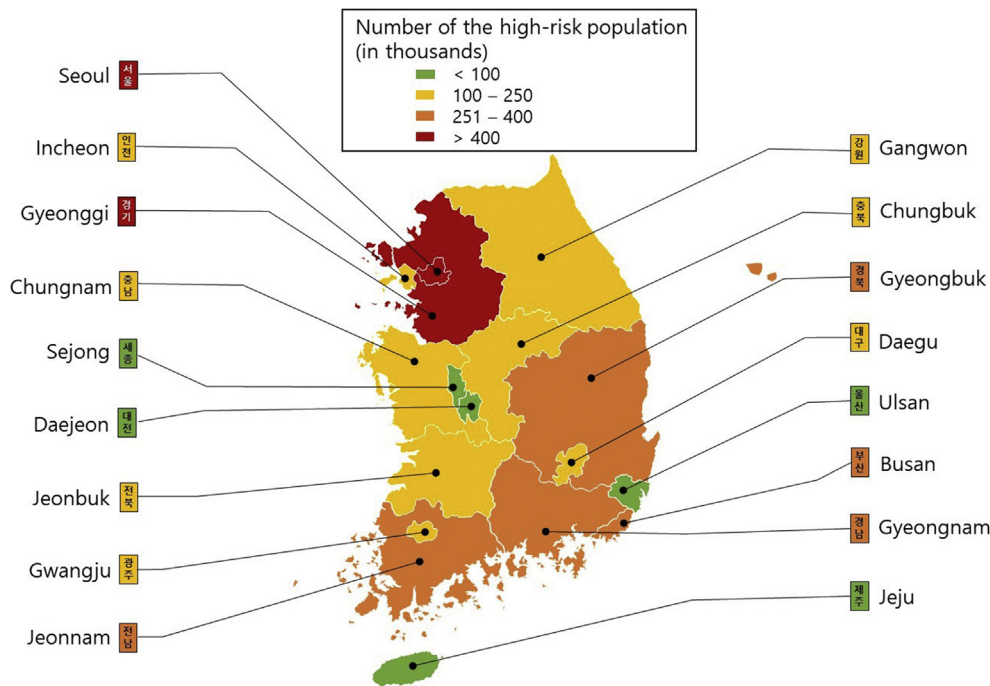 Number of the high-risk population
(in thousands)
< 100
100 – 250
251 – 400
> 400
Seoul 서울
Incheon 인천
Gyeonggi 경기
Chungnam 충남
Sejong 세종
Daejeon 대전
Jeonbuk 전북
Gwangju 광주
Jeonnam 전남
강원 Gangwon
충북 Chungbuk
경북 Gyeongbuk
대구 Daegu
울산 Ulsan
부산 Busan
경남 Gyeongnam
제주 Jeju